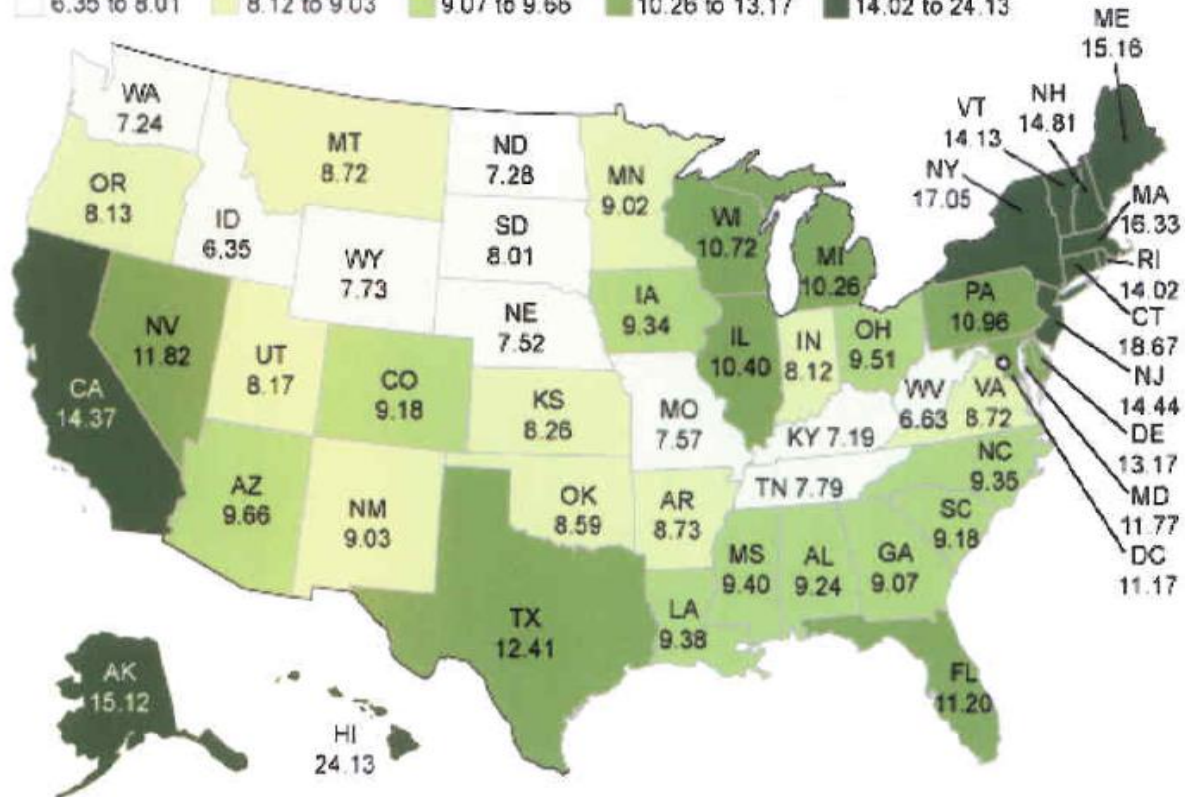 6.35 to 8.01 8.12 to 9.03 9.07 to 9.66 10.26 to 13.17 14.02 to 24.13
ME
15.16
WA
7.24
VT
14.13
NH
14.81
MT
8.72
ND
7.28
MN
9.02
NY
17.05
OR
8.13
MA
16.33
ID
6.35
SD
8.01
WI
10.72
WY
7.73
MI
10.26
RI
14.02
IA
9.34
PA
10.96
NE
7.52
CT
18.67
NV
11.82
UT
8.17
IL
10.40
IN
8.12
OH
9.51
CA
14.37
CO
9.18
NJ
14.44
WV
6.63
VA
8.72
KS
8.26
MO
7.57
KY 7.19
DE
13.17
NC
9.35
AZ
9.66
NM
9.03
OK
8.59
AR
8.73
TN 7.79
MD
11.77
SC
9.18
MS
9.40
AL
9.24
GA
9.07
DC
11.17
TX
12.41
LA
9.38
AK
15.12
FL
11.20
HI
24.13